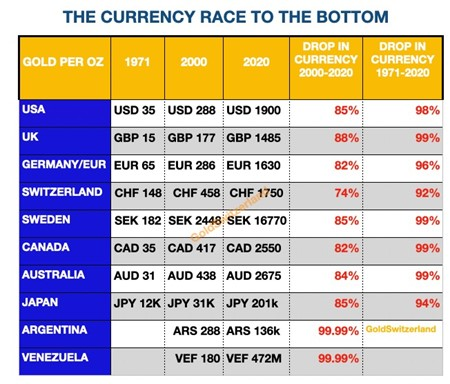 THE CURRENCY RACE TO THE BOTTOM
GOLD PER OZ 1971 2000 2020 DROP IN CURRENCY 2000-2020 DROP IN CURRENCY 1971-2020
USA USD 35 USD 288 USD 1900 85% 98%
UK GBP 15 GBP 177 GBP 1485 88% 99%
GERMANY/EUR EUR 65 EUR 286 EUR 1630 82% 96%
SWITZERLAND CHF 148 CHF 458 CHF 1750 74% 92%
SWEDEN SEK 182 SEK 2448 SEK 16770 85% 99%
CANADA CAD 35 CAD 417 CAD 2550 82% 99%
AUSTRALIA AUD 31 AUD 438 AUD 2675 84% 99%
JAPAN JPY 12K JPY 31K JPY 201k 85% 94%
ARGENTINA ARS 288 ARS 136k 99.99% GoldSwitzerland
VENEZUELA VEF 180 VEF 472M 99.99%
GoldSwitzerland